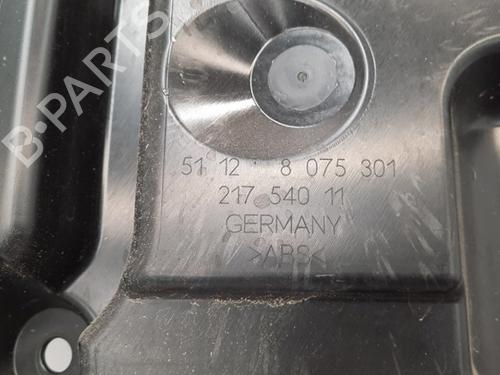 B-PARTS
51 12 8 075 301
217 540 11
GERMANY
>ABS<